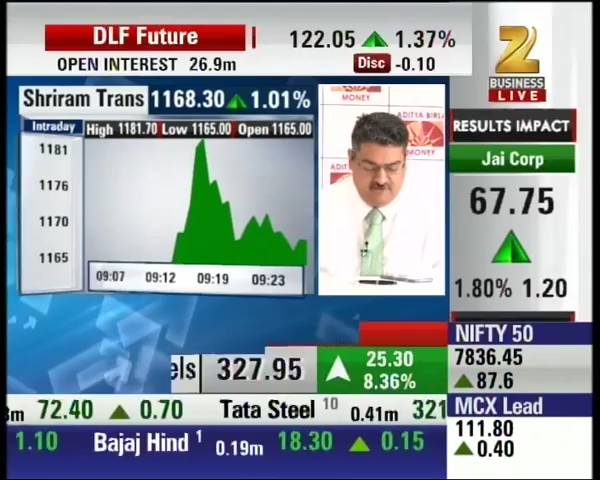 DLF Future
122.05 1.37%
OPEN INTEREST 26.9m
Disc -0.10
Z
BUSINESS
LIVE
Shriram Trans 1168.30 1.01%
Intraday
High 1181.70 Low 1165.00 Open 1165.00
1181
1176
1170
1165
09:07 09:12 09:19 09:23
MONEY
ADITYA BIRL
MONEY
ADIT
RESULTS IMPACT
Jai Corp
67.75
1.80% 1.20
els 327.95 25.30
8.36%
NIFTY 50
7836.45
87.6
3m 72.40 0.70 Tata Steel 10 0.41m 321
MCX Lead
111.80
0.40
1.10 Bajaj Hind 1 0.19m 18.30 0.15